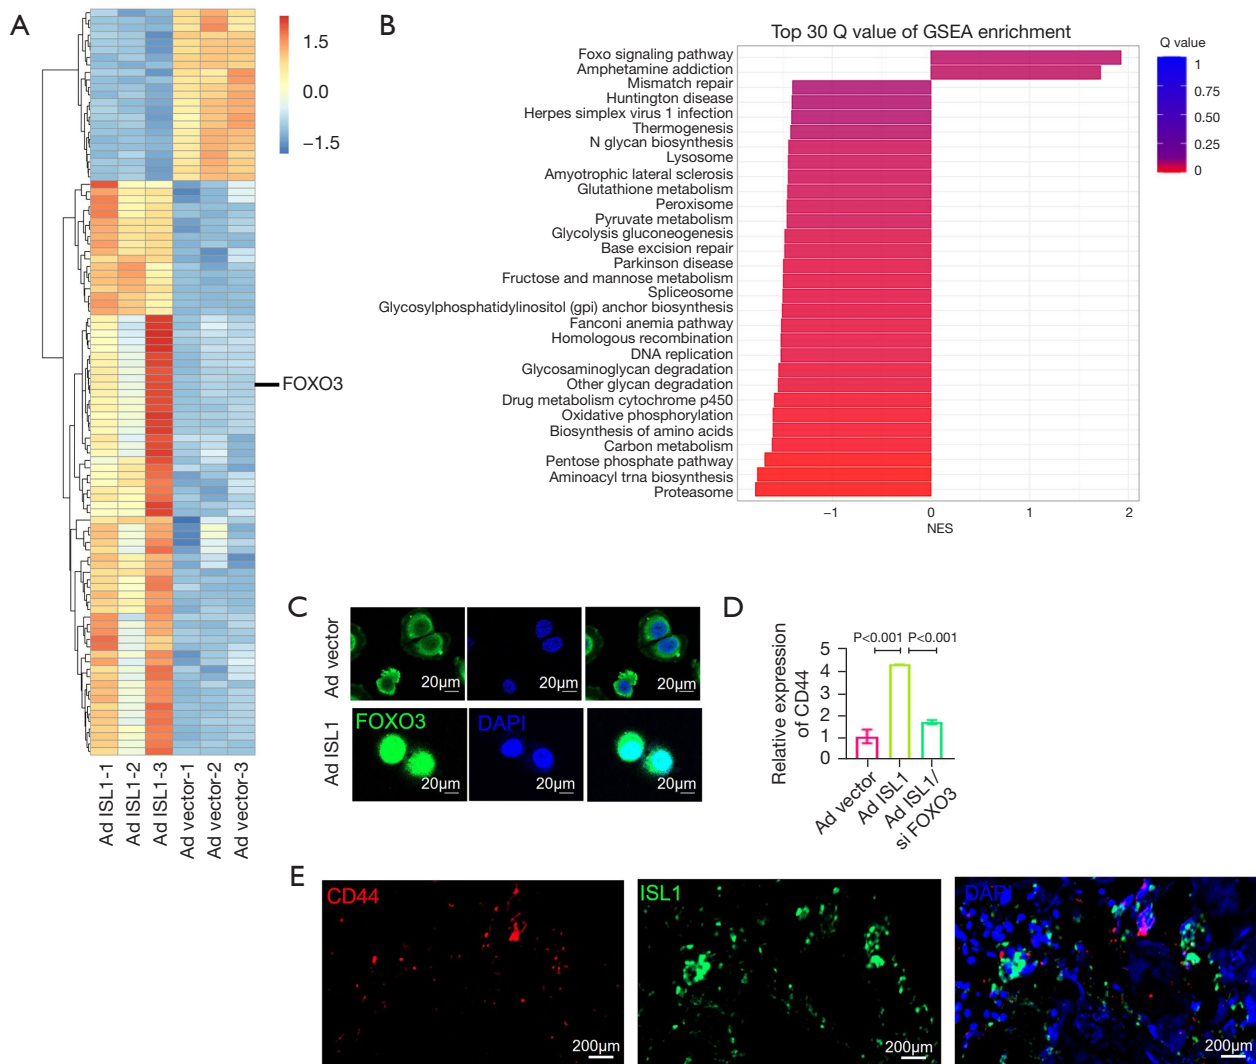 A
1.5
0.0
−1.5
FOXO3
Ad ISL1-1
Ad ISL1-2
Ad ISL1-3
Ad vector-1
Ad vector-2
Ad vector-3
B
Top 30 Q value of GSEA enrichment
Foxo signaling pathway
Amphetamine addiction
Mismatch repair
Huntington disease
Herpes simplex virus 1 infection
Thermogenesis
N glycan biosynthesis
Lysosome
Amyotrophic lateral sclerosis
Glutathione metabolism
Peroxisome
Pyruvate metabolism
Glycolysis gluconeogenesis
Base excision repair
Parkinson disease
Fructose and mannose metabolism
Spliceosome
Glycosylphosphatidylinositol (gpi) anchor biosynthesis
Fanconi anemia pathway
Homologous recombination
DNA replication
Glycosaminoglycan degradation
Other glycan degradation
Drug metabolism cytochrome p450
Oxidative phosphorylation
Biosynthesis of amino acids
Carbon metabolism
Pentose phosphate pathway
Aminoacyl trna biosynthesis
Proteasome
−1 0 1 2
NES
Q value
1
0.75
0.50
0.25
0
C
Ad vector
20μm
20μm
20μm
Ad ISL1
FOXO3
DAPI
20μm
20μm
20μm
D
P<0.001 P<0.001
Relative expression
of CD44
5
4
3
2
1
0
Ad vector
Ad ISL1
Ad ISL1/
si FOXO3
E
CD44
ISL1
DAPI
200μm
200μm
200μm